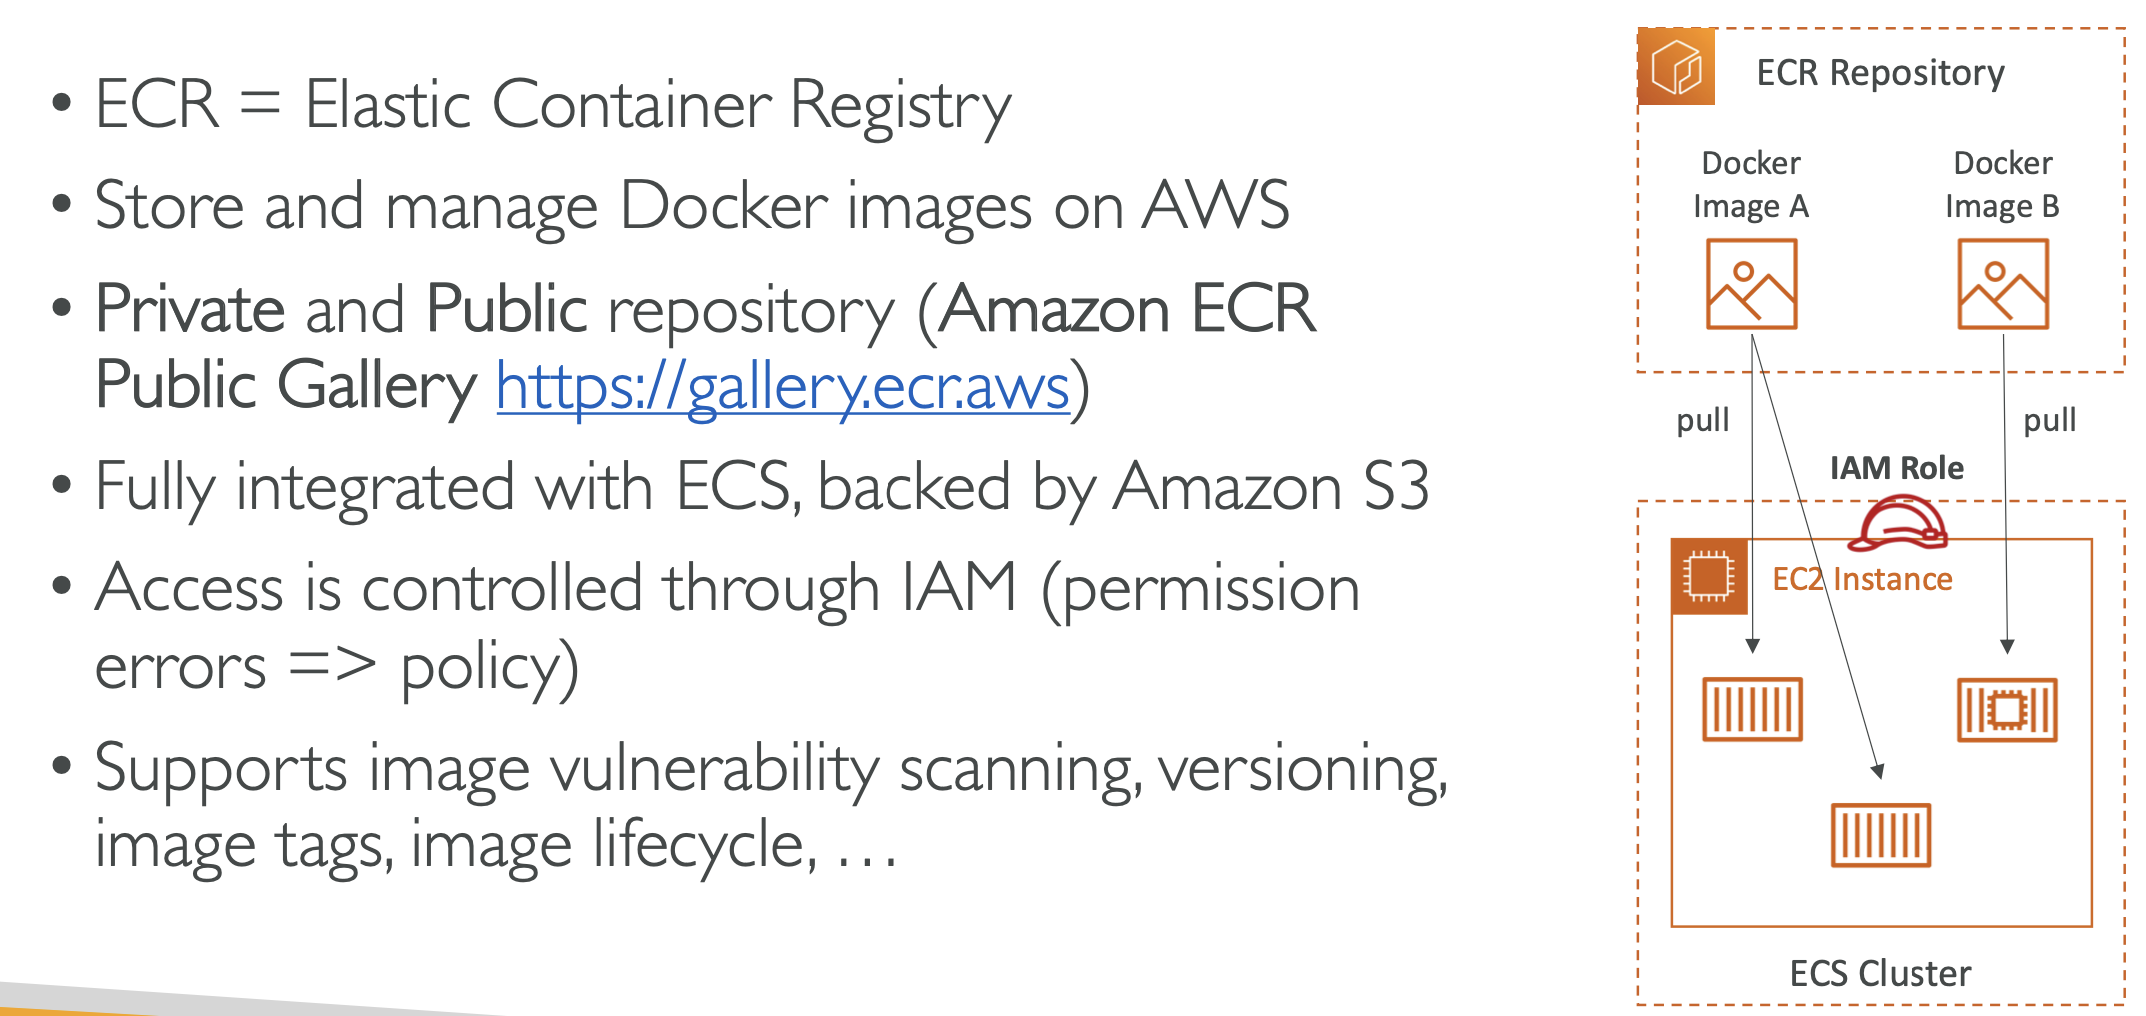 • ECR = Elastic Container Registry
• Store and manage Docker images on AWS
• Private and Public repository (Amazon ECR
Public Gallery https://gallery.ecr.aws)
• Fully integrated with ECS, backed by Amazon S3
• Access is controlled through IAM (permission
errors => policy)
• Supports image vulnerability scanning, versioning,
image tags, image lifecycle, …
ECR Repository
Docker
Image A
Docker
Image B
pull
pull
IAM Role
EC2 Instance
ECS Cluster